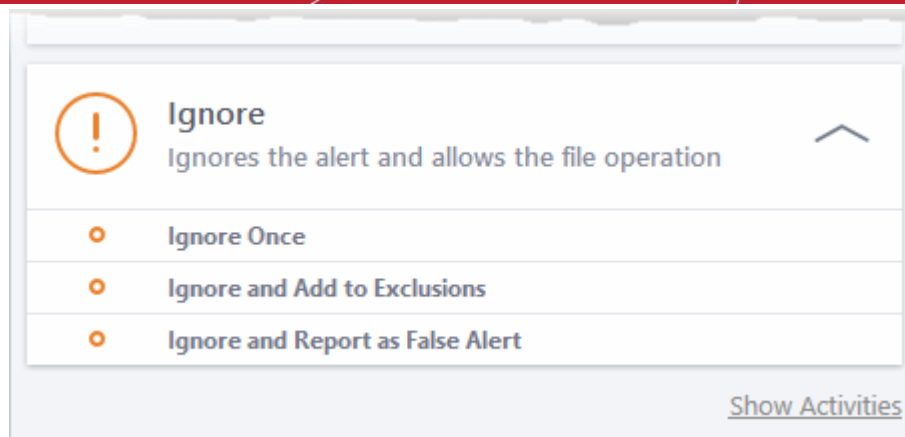 Ignore
Ignores the alert and allows the file operation
Ignore Once
Ignore and Add to Exclusions
Ignore and Report as False Alert
Show Activities